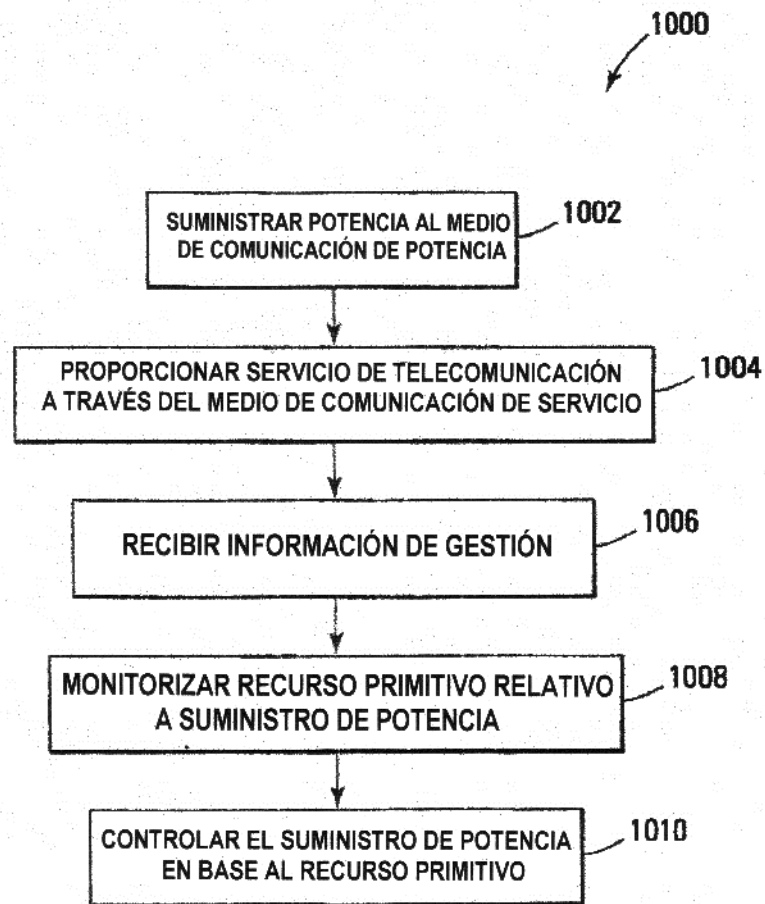 1000
SUMINISTRAR POTENCIA AL MEDIO
DE COMUNICACIÓN DE POTENCIA
1002
PROPORCIONAR SERVICIO DE TELECOMUNICACIÓN
A TRAVÉS DEL MEDIO DE COMUNICACIÓN DE SERVICIO
1004
RECIBIR INFORMACIÓN DE GESTIÓN
1006
MONITORIZAR RECURSO PRIMITIVO RELATIVO
A SUMINISTRO DE POTENCIA
1008
CONTROLAR EL SUMINISTRO DE POTENCIA
EN BASE AL RECURSO PRIMITIVO
1010